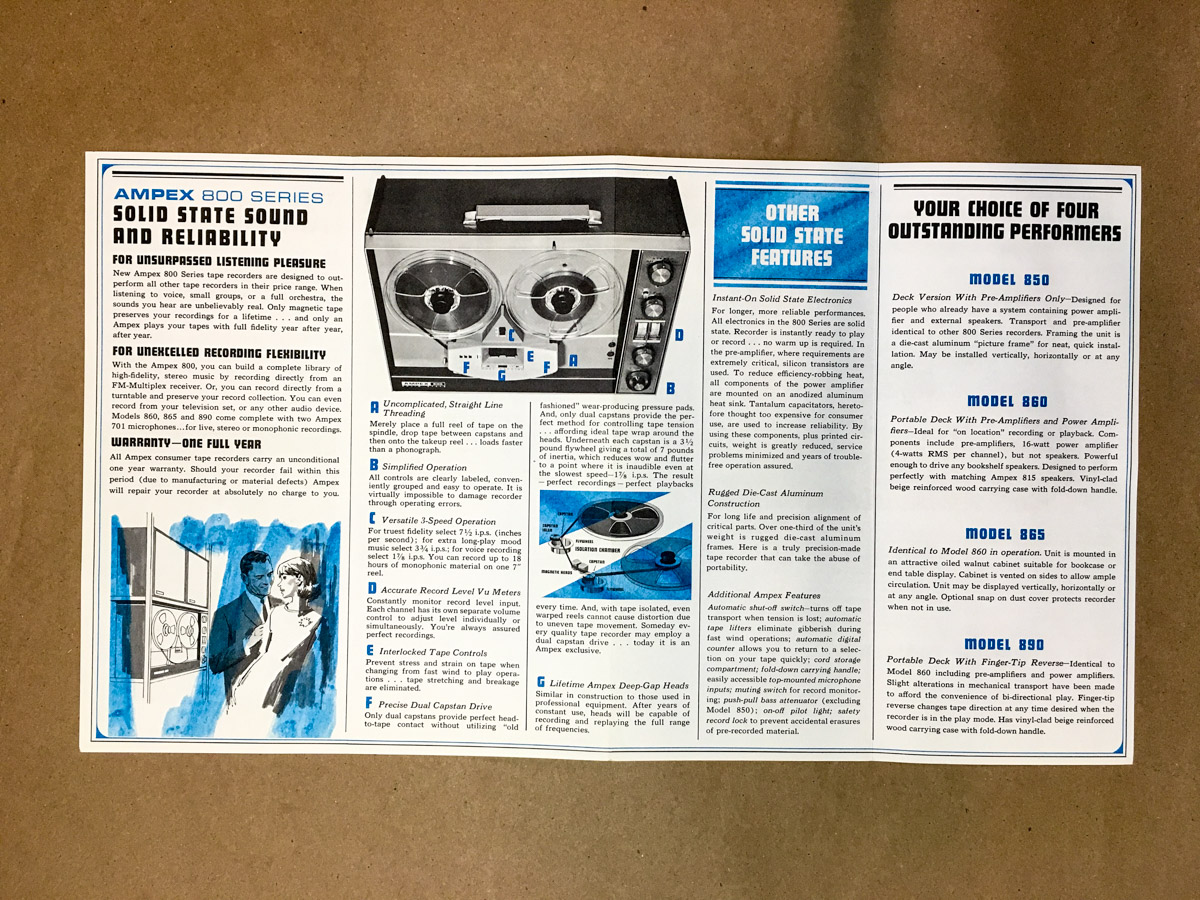 AMPEX 800 SERIES
SOLID STATE SOUND
AND RELIABILITY
FOR UNSURPASSED LISTENING PLEASURE
New Ampex 800 Series tape recorders are designed to out-
perform all other tape recorders in their price range. When
listening to voice, small groups, or a full orchestra, the
sounds you hear are unbelievably real. Only magnetic tape
preserves your recordings for a lifetime . . . and only an
Ampex plays your tapes with full fidelity year after year,
after year.
FOR UNEXCELLED RECORDING FLEXIBILITY
With the Ampex 800, you can build a complete library of
high-fidelity, stereo music by recording directly from an
FM-Multiplex receiver. Or, you can record directly from a
turntable and preserve your record collection. You can even
record from your television set, or any other audio device.
Models 860, 865 and 890 come complete with two Ampex
701 microphones...for live, stereo or monophonic recordings.
WARRANTY—ONE FULL YEAR
All Ampex consumer tape recorders carry an unconditional
one year warranty. Should your recorder fail within this
period (due to manufacturing or material defects) Ampex
will repair your recorder at absolutely no charge to you.
C
D
E
F
F
A
G
B
A Uncomplicated, Straight Line
Threading
Merely place a full reel of tape on the
spindle, drop tape between capstans and
then onto the takeup reel . . . loads faster
than a phonograph.
B Simplified Operation
All controls are clearly labeled, conven-
iently grouped and easy to operate. It is
virtually impossible to damage recorder
through operating errors.
C Versatile 3-Speed Operation
For truest fidelity select 7½ i.p.s. (inches
per second); for extra long-play mood
music select 3¾ i.p.s.; for voice recording
select 1⅞ i.p.s. You can record up to 18
hours of monophonic material on one 7"
reel.
D Accurate Record Level Vu Meters
Constantly monitor record level input.
Each channel has its own separate volume
control to adjust level individually or
simultaneously. You're always assured
perfect recordings.
E Interlocked Tape Controls
Prevent stress and strain on tape when
changing from fast wind to play opera-
tions . . . tape stretching and breakage
are eliminated.
F Precise Dual Capstan Drive
Only dual capstans provide perfect head-
to-tape contact without utilizing "old
fashioned" wear-producing pressure pads.
And, only dual capstans provide the per-
fect method for controlling tape tension
. . . affording ideal tape wrap around the
heads. Underneath each capstan is a 3½
pound flywheel giving a total of 7 pounds
of inertia, which reduces wow and flutter
to a point where it is inaudible even at
the slowest speed—1⅞ i.p.s. The result
— perfect recordings — perfect playbacks
CAPSTAN
CAPSTAN IDLER
FLYWHEEL
ISOLATION CHAMBER
CAPSTAN
MAGNETIC HEADS
every time. And, with tape isolated, even
warped reels cannot cause distortion due
to uneven tape movement. Someday ev-
ery quality tape recorder may employ a
dual capstan drive . . . today it is an
Ampex exclusive.
G Lifetime Ampex Deep-Gap Heads
Similar in construction to those used in
professional equipment. After years of
constant use, heads will be capable of
recording and replaying the full range
of frequencies.
OTHER
SOLID STATE
FEATURES
Instant-On Solid State Electronics
For longer, more reliable performances.
All electronics in the 800 Series are solid
state. Recorder is instantly ready to play
or record . . . no warm up is required. In
the pre-amplifier, where requirements are
extremely critical, silicon transistors are
used. To reduce efficiency-robbing heat,
all components of the power amplifier
are mounted on an anodized aluminum
heat sink. Tantalum capacitors, hereto-
fore thought too expensive for consumer
use, are used to increase reliability. By
using these components, plus printed cir-
cuits, weight is greatly reduced, service
problems minimized and years of trouble-
free operation assured.
Rugged Die-Cast Aluminum
Construction
For long life and precision alignment of
critical parts. Over one-third of the unit's
weight is rugged die-cast aluminum
frames. Here is a truly precision-made
tape recorder that can take the abuse of
portability.
Additional Ampex Features
Automatic shut-off switch—turns off tape
transport when tension is lost; automatic
tape lifters eliminate gibberish during
fast wind operations; automatic digital
counter allows you to return to a selec-
tion on your tape quickly; cord storage
compartment; fold-down carrying handle;
easily accessible top-mounted microphone
inputs; muting switch for record monitor-
ing; push-pull bass attenuator (excluding
Model 850); on-off pilot light; safety
record lock to prevent accidental erasures
of pre-recorded material.
YOUR CHOICE OF FOUR
OUTSTANDING PERFORMERS
MODEL 850
Deck Version With Pre-Amplifiers Only—Designed for
people who already have a system containing power ampli-
fier and external speakers. Transport and pre-amplifier
identical to other 800 Series recorders. Framing the unit is
a die-cast aluminum "picture frame" for neat, quick instal-
lation. May be installed vertically, horizontally or at any
angle.
MODEL 860
Portable Deck With Pre-Amplifiers and Power Ampli-
fiers—Ideal for "on location" recording or playback. Com-
ponents include pre-amplifiers, 16-watt power amplifier
(4-watts RMS per channel), but not speakers. Powerful
enough to drive any bookshelf speakers. Designed to perform
perfectly with matching Ampex 815 speakers. Vinyl-clad
beige reinforced wood carrying case with fold-down handle.
MODEL 865
Identical to Model 860 in operation. Unit is mounted in
an attractive oiled walnut cabinet suitable for bookcase or
end table display. Cabinet is vented on sides to allow ample
circulation. Unit may be displayed vertically, horizontally or
at any angle. Optional snap on dust cover protects recorder
when not in use.
MODEL 890
Portable Deck With Finger-Tip Reverse—Identical to
Model 860 including pre-amplifiers and power amplifiers.
Slight alterations in mechanical transport have been made
to afford the convenience of bi-directional play. Finger-tip
reverse changes tape direction at any time desired when the
recorder is in the play mode. Has vinyl-clad beige reinforced
wood carrying case with fold-down handle.